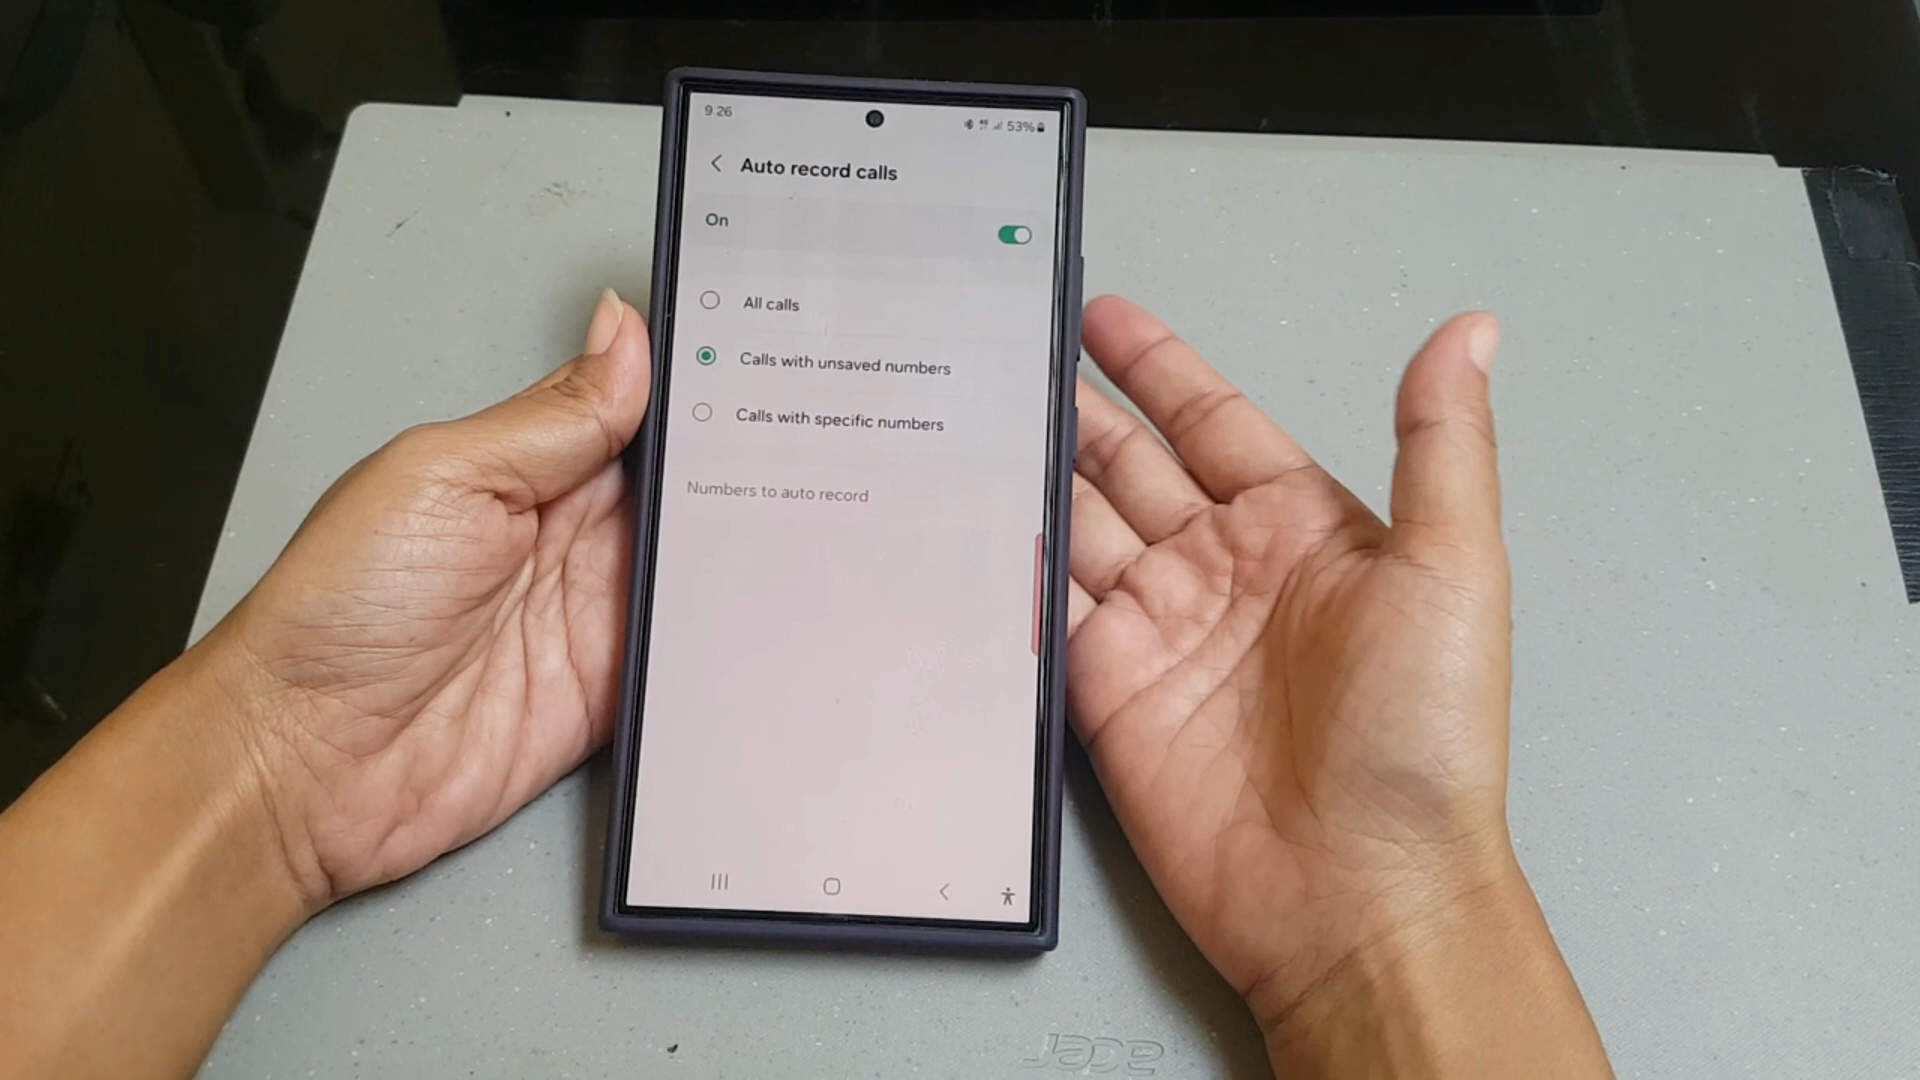 9:26
53%
Auto record calls
On
All calls
Calls with unsaved numbers
Calls with specific numbers
Numbers to auto record
acer